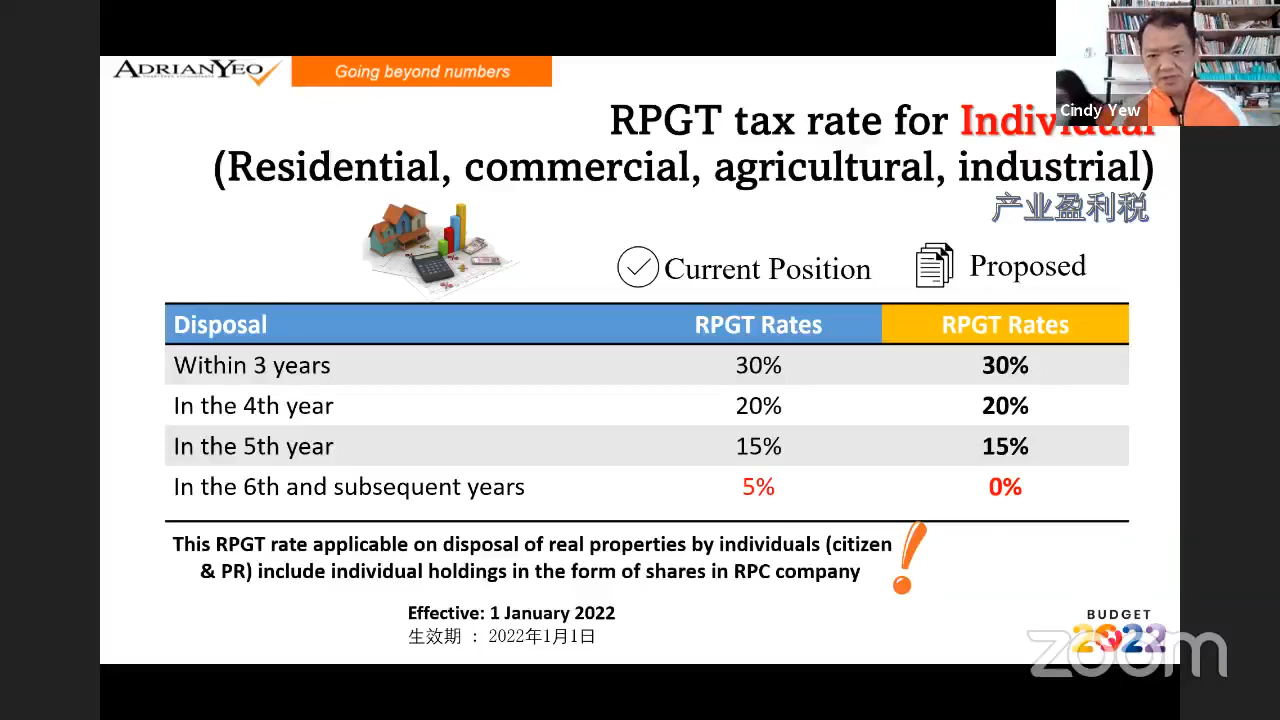 ADRIANYEO
Going beyond numbers
Cindy Yew
RPGT tax rate for Individual
(Residential, commercial, agricultural, industrial)
产业盈利税
Current Position
Proposed
Disposal RPGT Rates RPGT Rates
Within 3 years 30% 30%
In the 4th year 20% 20%
In the 5th year 15% 15%
In the 6th and subsequent years 5% 0%
This RPGT rate applicable on disposal of real properties by individuals (citizen
& PR) include individual holdings in the form of shares in RPC company
!
Effective: 1 January 2022
生效期 : 2022年1月1日
BUDGET
2022
zoom